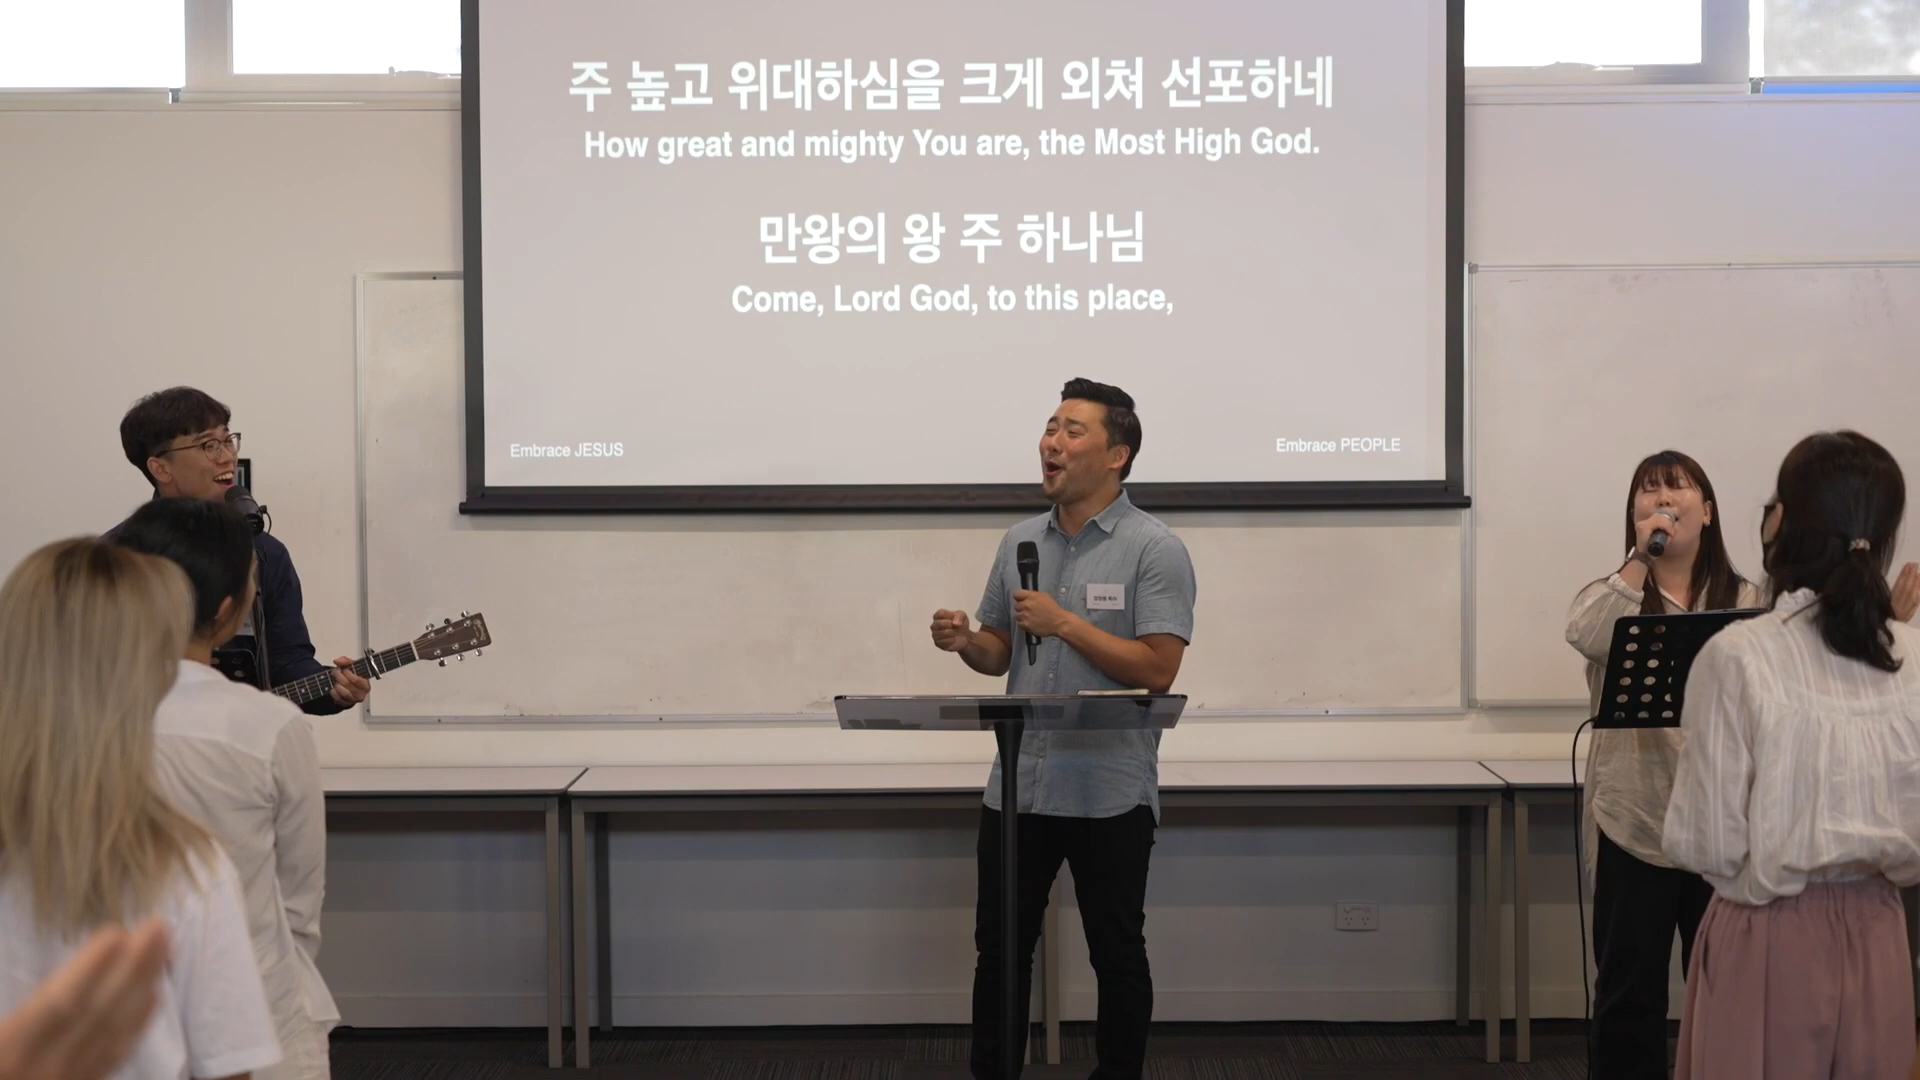 주 높고 위대하심을 크게 외쳐 선포하네
How great and mighty You are, the Most High God.
만왕의 왕 주 하나님
Come, Lord God, to this place,
Embrace JESUS
Embrace PEOPLE